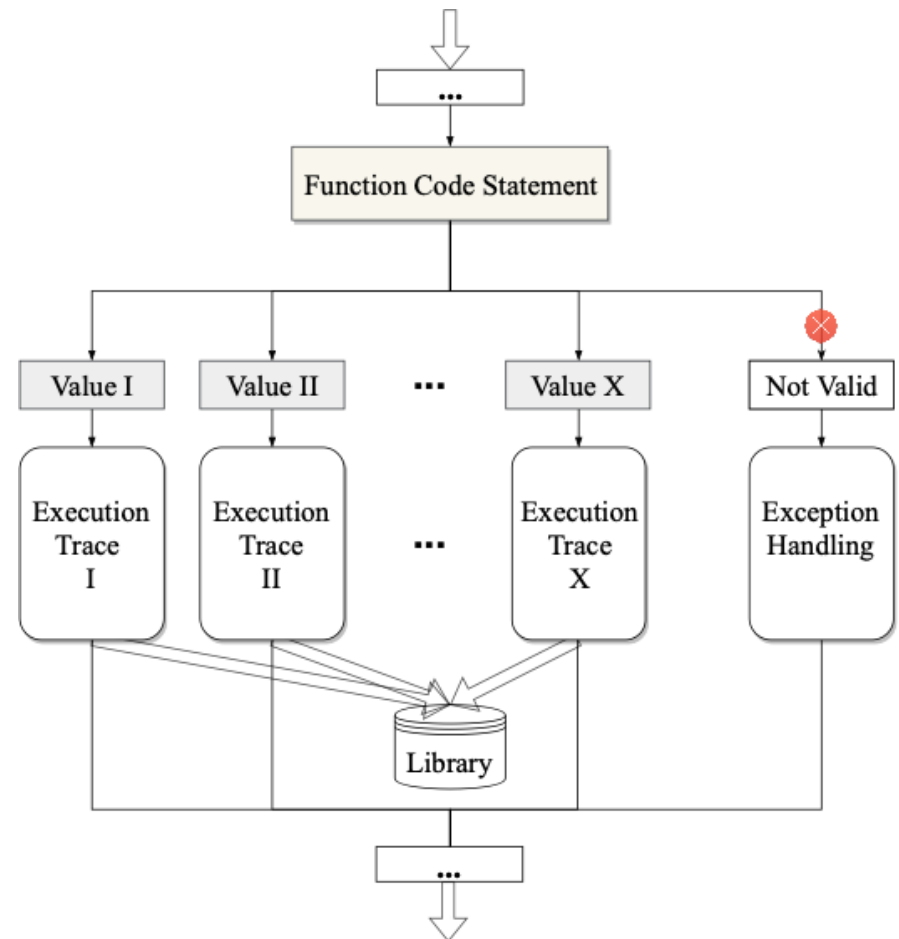 ...
Function Code Statement
Value I
Value II
...
Value X
Not Valid
Execution
Trace
I
Execution
Trace
II
...
Execution
Trace
X
Exception
Handling
Library
...